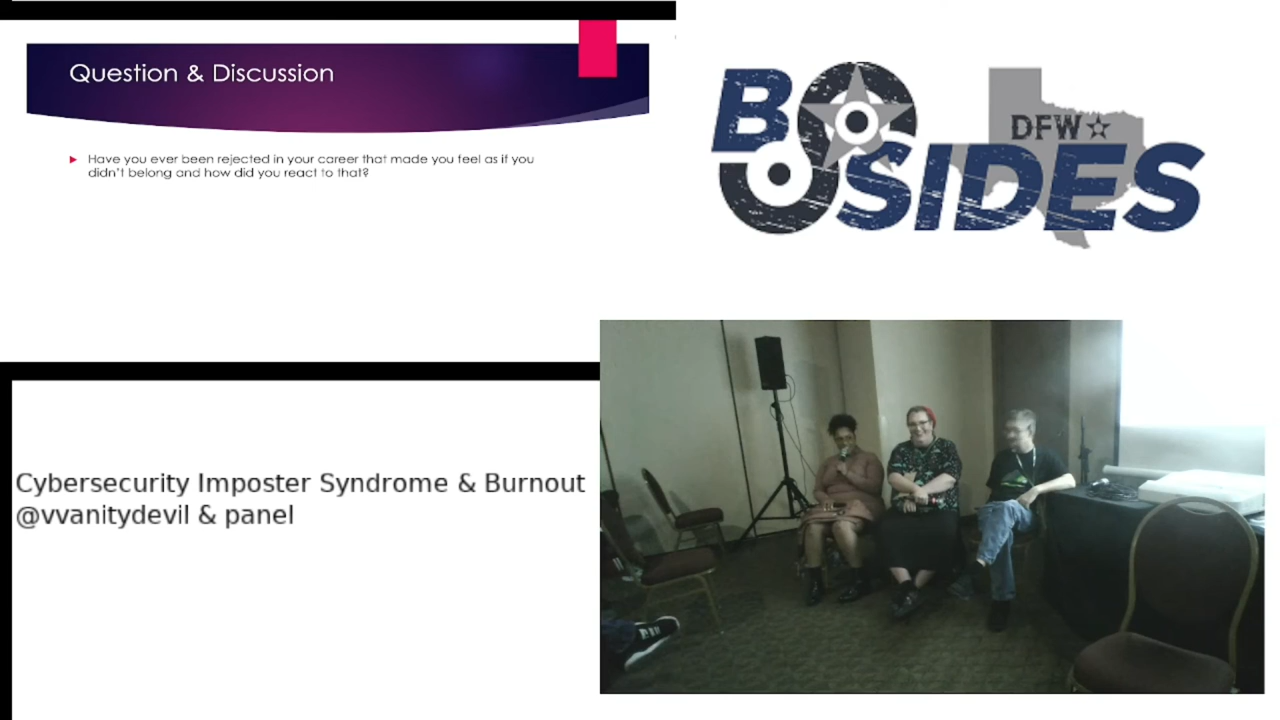 Question & Discussion
Have you ever been rejected in your career that made you feel as if you
didn't belong and how did you react to that?
BSIDES
DFW
Cybersecurity Imposter Syndrome & Burnout
@vvanitydevil & panel